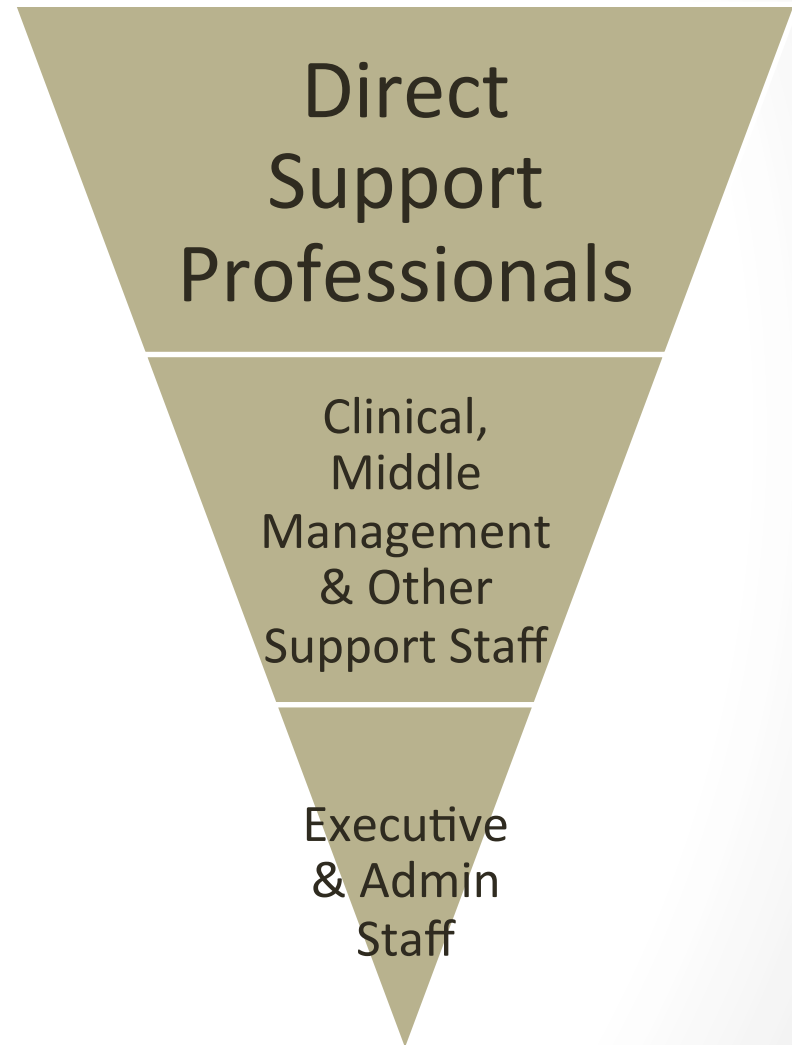 Direct
Support
Professionals
Clinical,
Middle
Management
& Other
Support Staff
Executive
& Admin
Staff